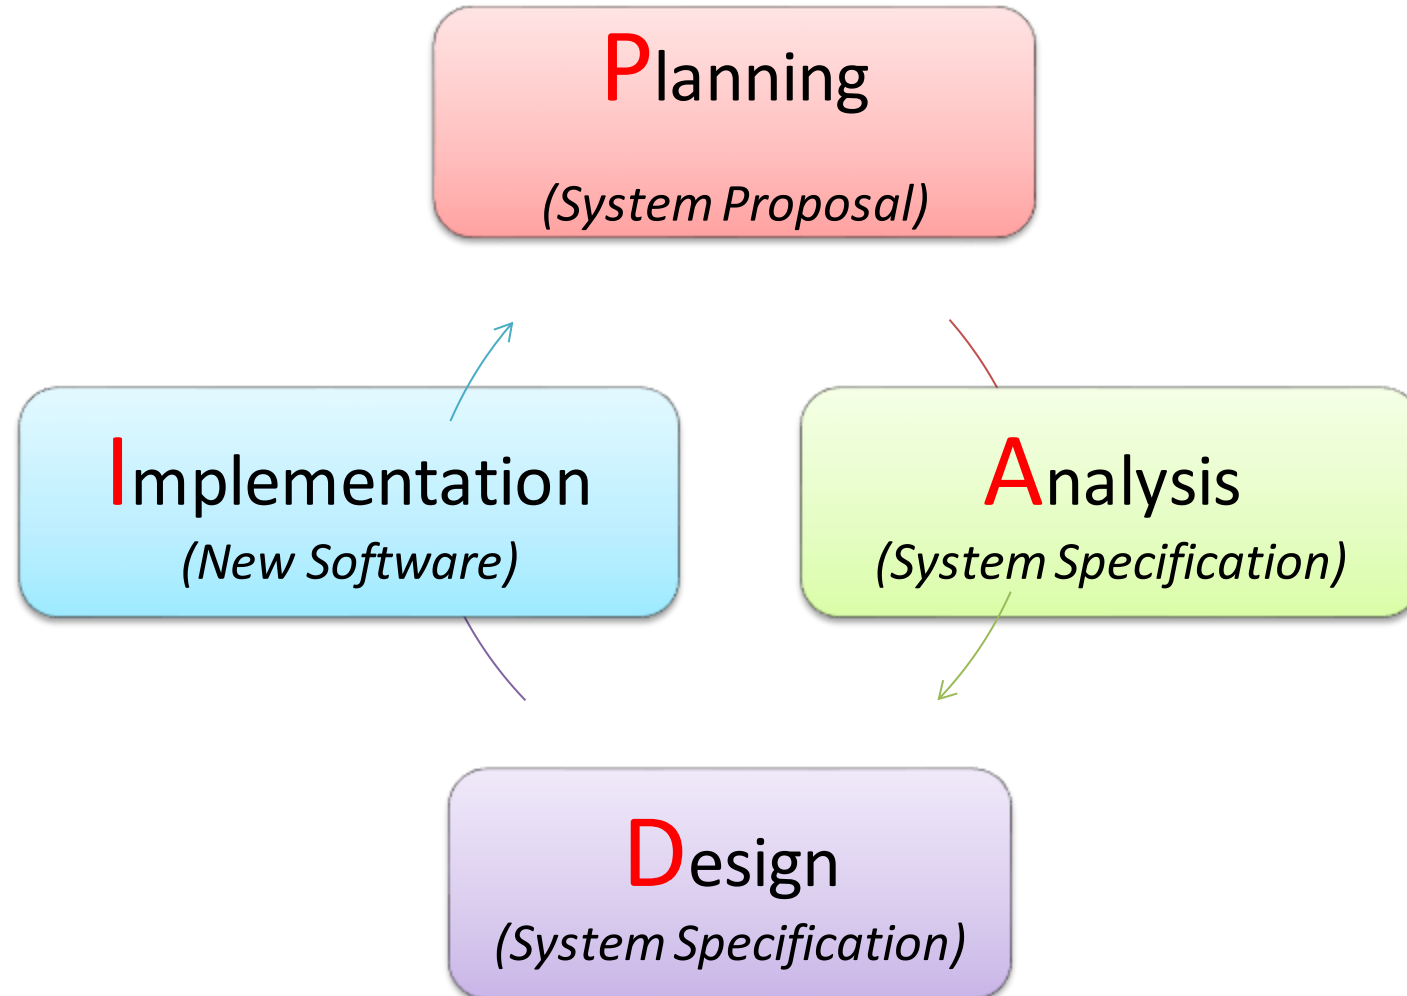 Planning
(System Proposal)
Implementation
(New Software)
Analysis
(System Specification)
Design
(System Specification)